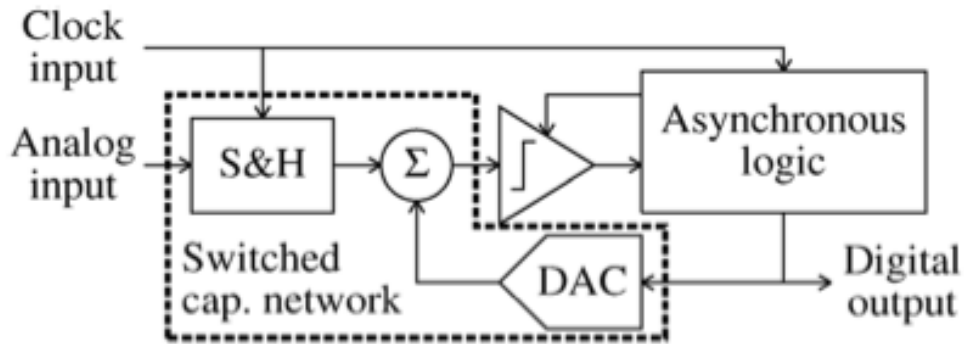 Clock
input
Analog
input
S&H
Σ
Asynchronous
logic
Switched
cap. network
DAC
Digital
output